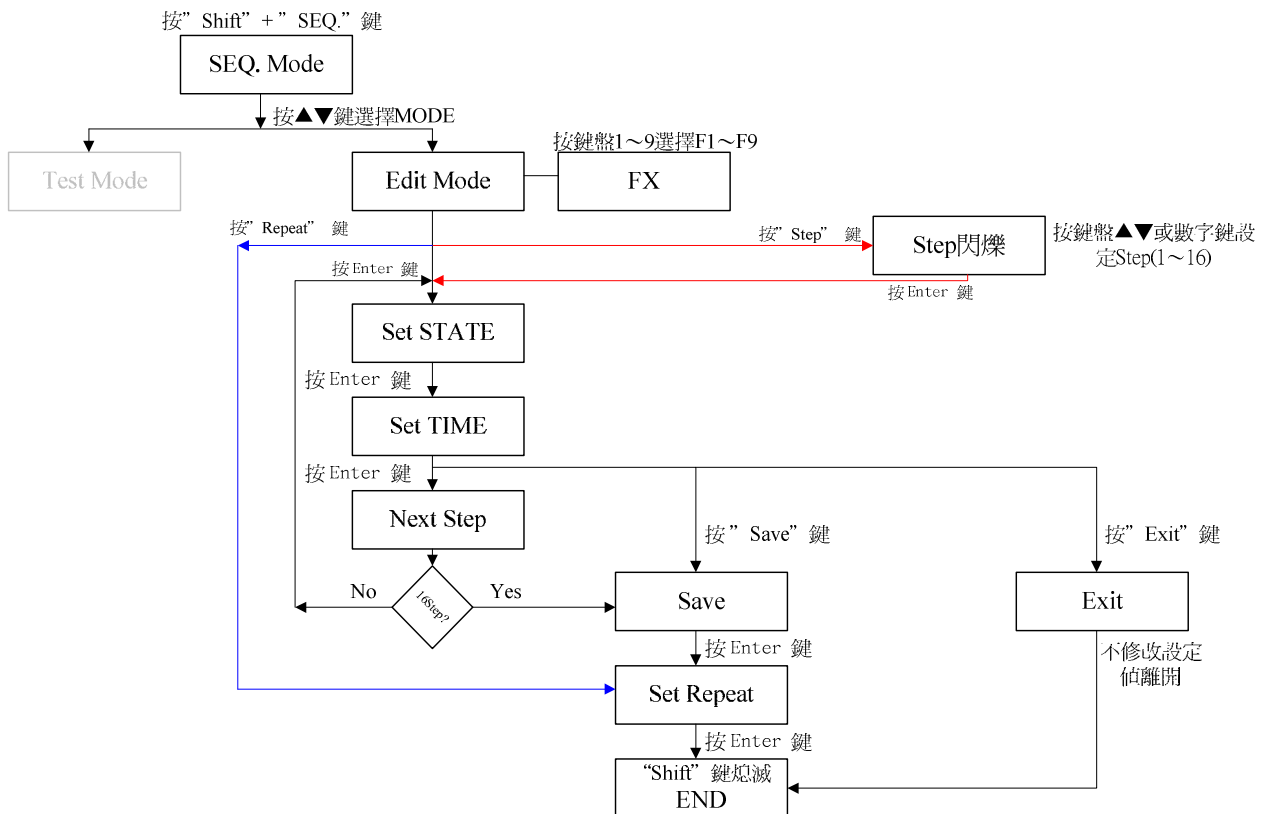 按”Shift”+”SEQ.”鍵
SEQ. Mode
按▲▼鍵選擇MODE
Test Mode
Edit Mode
按鍵盤1～9選擇F1～F9
FX
按”Repeat” 鍵
按”Step” 鍵
Step閃爍
按鍵盤▲▼或數字鍵設
定Step(1～16)
按Enter 鍵
按Enter 鍵
Set STATE
按Enter 鍵
Set TIME
按Enter 鍵
Next Step
按”Save”鍵
按”Exit”鍵
No
16Step?
Yes
Save
Exit
按Enter 鍵
不修改設定
值離開
Set Repeat
按Enter 鍵
“Shift”鍵熄滅
END